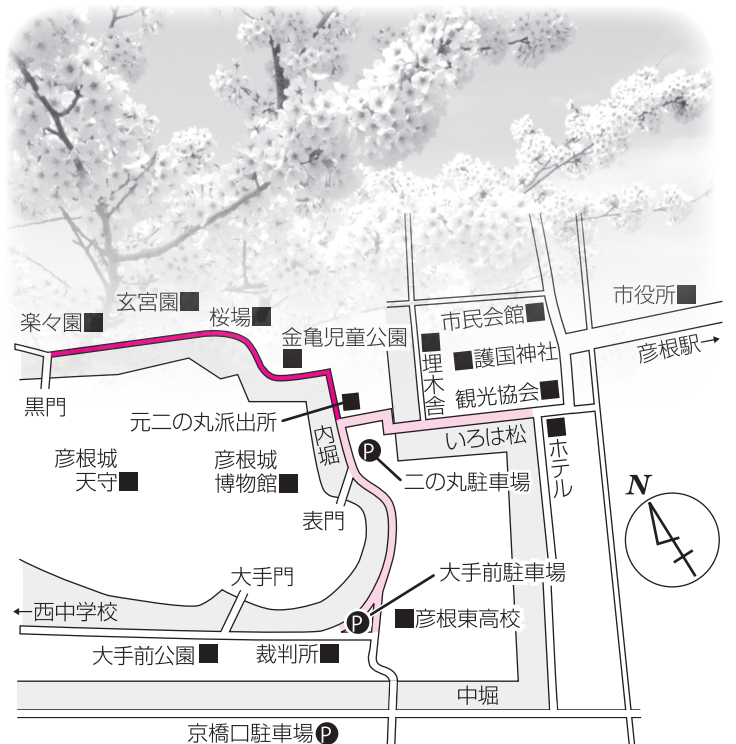 市役所
玄宮園
桜場
市民会館
楽々園
金亀児童公園
彦根駅→
埋木舎
護国神社
観光協会
黒門
元二の丸派出所
内堀
いろは松
ホテル
彦根城
天守
彦根城
博物館
P
二の丸駐車場
N
表門
大手門
大手前駐車場
←西中学校
P
彦根東高校
大手前公園
裁判所
中堀
京橋口駐車場P